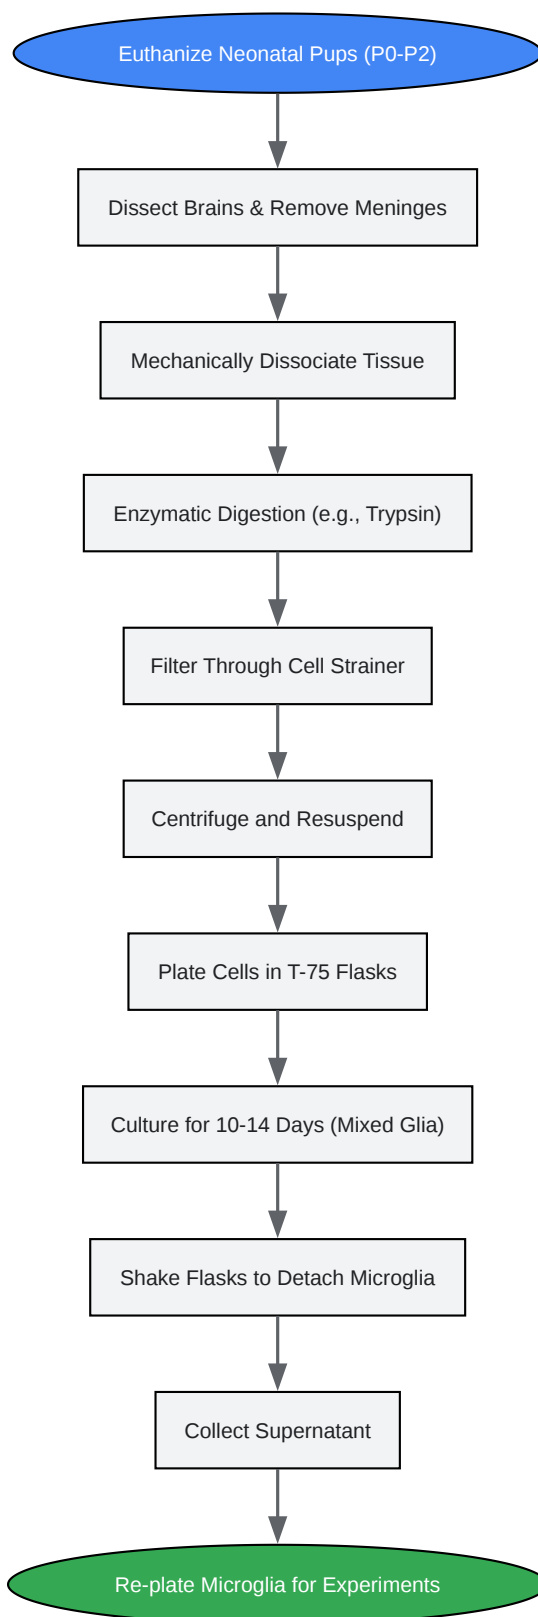 Euthanize Neonatal Pups (P0-P2)
Dissect Brains & Remove Meninges
Mechanically Dissociate Tissue
Enzymatic Digestion (e.g., Trypsin)
Filter Through Cell Strainer
Centrifuge and Resuspend
Plate Cells in T-75 Flasks
Culture for 10-14 Days (Mixed Glia)
Shake Flasks to Detach Microglia
Collect Supernatant
Re-plate Microglia for Experiments